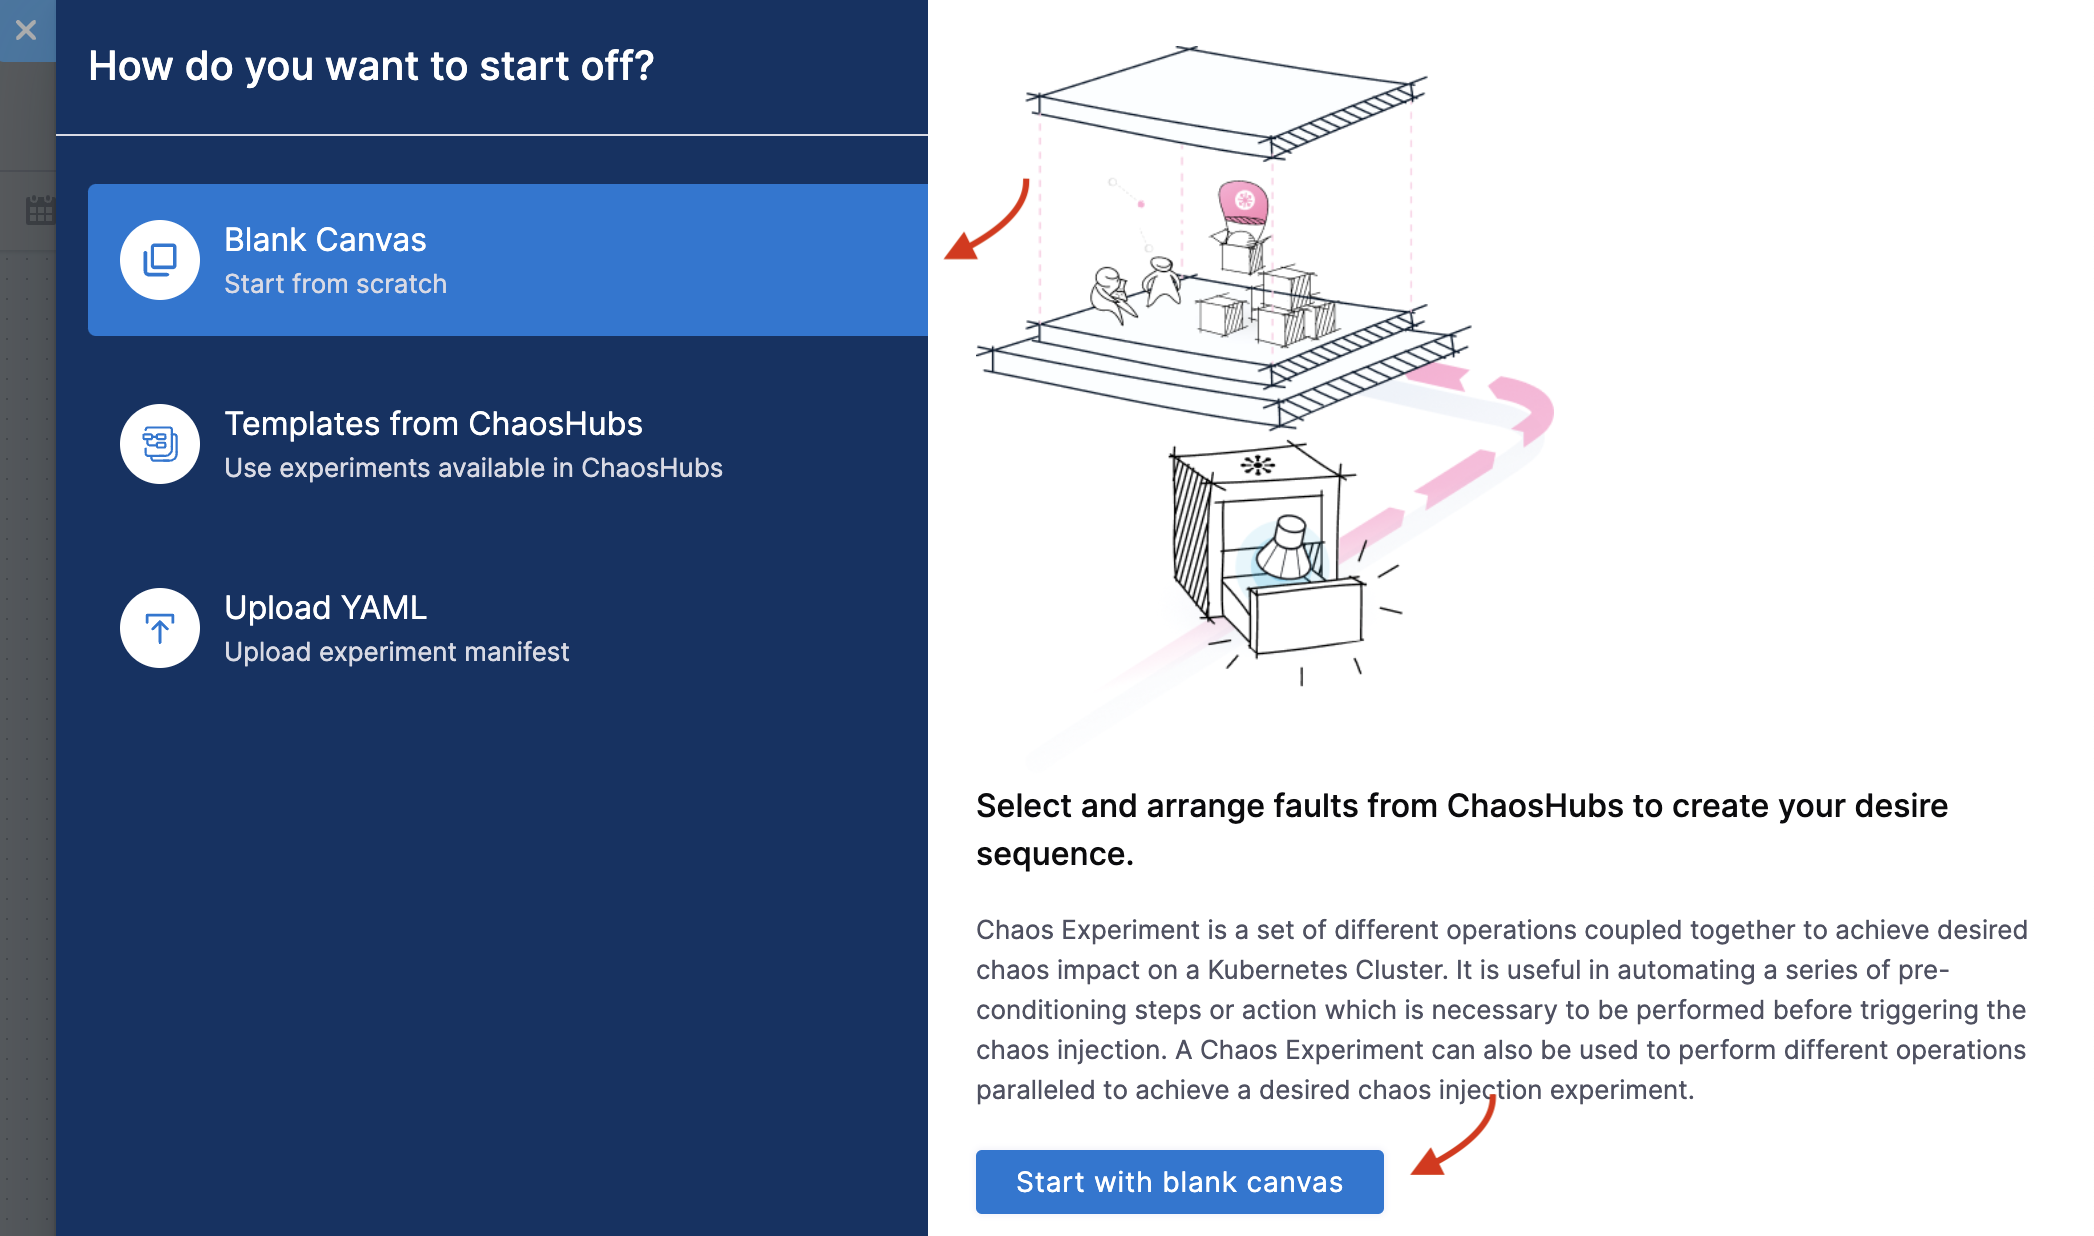 How do you want to start off?
Blank Canvas
Start from scratch
Templates from ChaosHubs
Use experiments available in ChaosHubs
Upload YAML
Upload experiment manifest
Select and arrange faults from ChaosHubs to create your desire
sequence.
Chaos Experiment is a set of different operations coupled together to achieve desired
chaos impact on a Kubernetes Cluster. It is useful in automating a series of pre-
conditioning steps or action which is necessary to be performed before triggering the
chaos injection. A Chaos Experiment can also be used to perform different operations
paralleled to achieve a desired chaos injection experiment.
Start with blank canvas